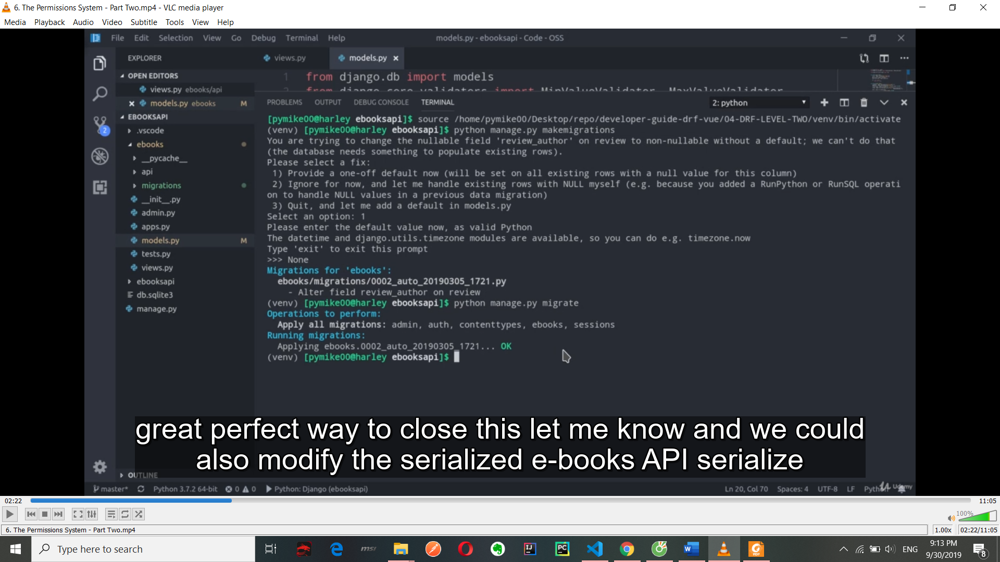 6. The Permissions System - Part Two.mp4 - VLC media player
Media Playback Audio Video Subtitle Tools View Help
File Edit Selection View Go Debug Terminal Help
models.py - ebooksapi - Code - OSS
EXPLORER
views.py
models.py
OPEN EDITORS
views.py ebooks/api
models.py ebooks M
EBOOKSAPI
2
.vscode
ebooks
__pycache__
api
migrations
__init__.py
admin.py
apps.py
models.py M
tests.py
views.py
ebooksapi
db.sqlite3
manage.py
OUTLINE
1 from django.db import models
from django.core.validators import MinValueValidator, MaxValueValidator
PROBLEMS OUTPUT DEBUG CONSOLE TERMINAL
2: python
[pymike00@harley ebooksapi]$ source /home/pymike00/Desktop/repo/developer-guide-drf-vue/04-DRF-LEVEL-TWO/venv/bin/activate
(venv) [pymike00@harley ebooksapi]$ python manage.py makemigrations
You are trying to change the nullable field 'review_author' on review to non-nullable without a default; we can't do that
(the database needs something to populate existing rows).
Please select a fix:
1) Provide a one-off default now (will be set on all existing rows with a null value for this column)
2) Ignore for now, and let me handle existing rows with NULL myself (e.g. because you added a RunPython or RunSQL operati
on to handle NULL values in a previous data migration)
3) Quit, and let me add a default in models.py
Select an option: 1
Please enter the default value now, as valid Python
The datetime and django.utils.timezone modules are available, so you can do e.g. timezone.now
Type 'exit' to exit this prompt
>>> None
Migrations for 'ebooks':
ebooks/migrations/0002_auto_20190305_1721.py
- Alter field review_author on review
(venv) [pymike00@harley ebooksapi]$ python manage.py migrate
Operations to perform:
Apply all migrations: admin, auth, contenttypes, ebooks, sessions
Running migrations:
Applying ebooks.0002_auto_20190305_1721... OK
(venv) [pymike00@harley ebooksapi]$
great perfect way to close this let me know and we could
also modify the serialized e-books API serialize
master* Python 3.7.2 64-bit 0 0 Python: Django (ebooksapi)
Ln 20, Col 70 Spaces: 4 UTF-8 LF Python
Udemy
02:22 11:05
100%
6. The Permissions System - Part Two.mp4
1.00x 02:22/11:05
Type here to search
msi
IJ
PC
W
PDF
ENG
9:13 PM
9/30/2019
8